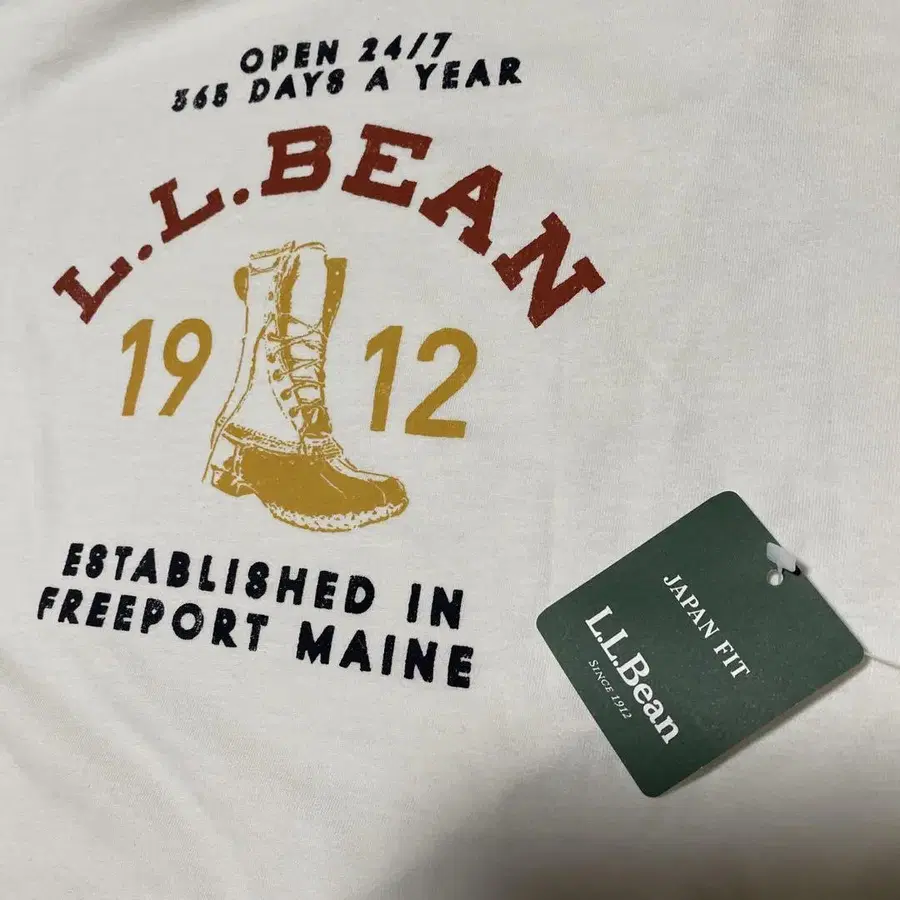 OPEN 24/7
365 DAYS A YEAR
L.L.BEAN
19 12
ESTABLISHED IN
FREEPORT MAINE
JAPAN FIT
L.L.Bean
SINCE 1912